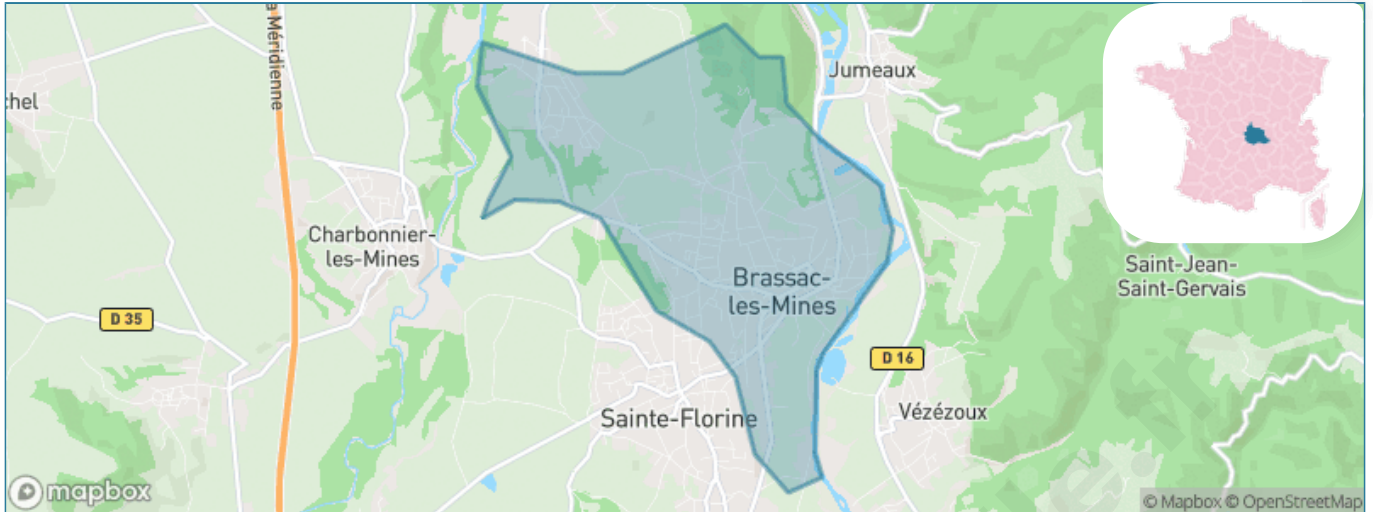 a Méridienne
chel
Jumeaux
Charbonnier-
les-Mines
Brassac-
les-Mines
Saint-Jean-
Saint-Gervais
D 35
D 16
Sainte-Florine
Vézézoux
mapbox
© Mapbox © OpenStreetMap